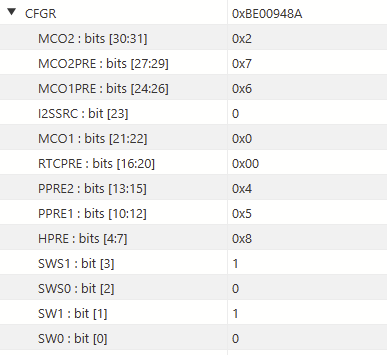 CFGR 0xBE00948A
MCO2 : bits [30:31] 0x2
MCO2PRE : bits [27:29] 0x7
MCO1PRE : bits [24:26] 0x6
I2SSRC : bit [23] 0
MCO1 : bits [21:22] 0x0
RTCPRE : bits [16:20] 0x00
PPRE2 : bits [13:15] 0x4
PPRE1 : bits [10:12] 0x5
HPRE : bits [4:7] 0x8
SWS1 : bit [3] 1
SWS0 : bit [2] 0
SW1 : bit [1] 1
SW0 : bit [0] 0